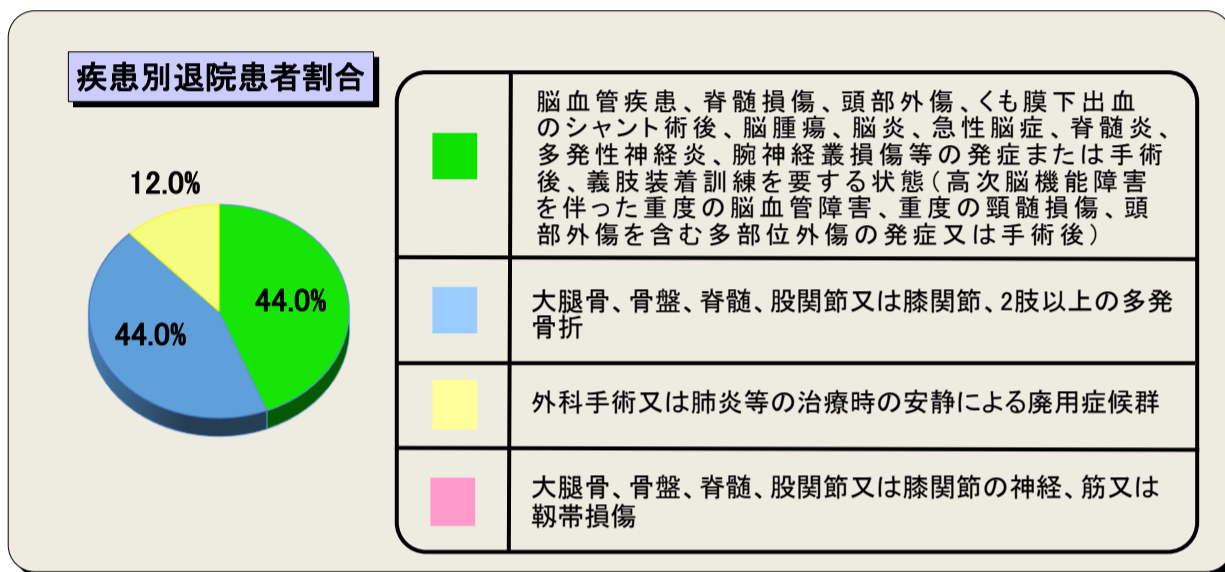 疾患別退院患者割合
12.0%
44.0%
44.0%
脳血管疾患、脊髄損傷、頭部外傷、くも膜下出血
のシャント術後、脳腫瘍、脳炎、急性脳症、脊髄炎、
多発性神経炎、腕神経叢損傷等の発症または手術
後、義肢装着訓練を要する状態（高次脳機能障害
を伴った重度の脳血管障害、重度の頸髄損傷、頭
部外傷を含む多部位外傷の発症又は手術後）
大腿骨、骨盤、脊髄、股関節又は膝関節、2肢以上の多発
骨折
外科手術又は肺炎等の治療時の安静による廃用症候群
大腿骨、骨盤、脊髄、股関節又は膝関節の神経、筋又は
靱帯損傷